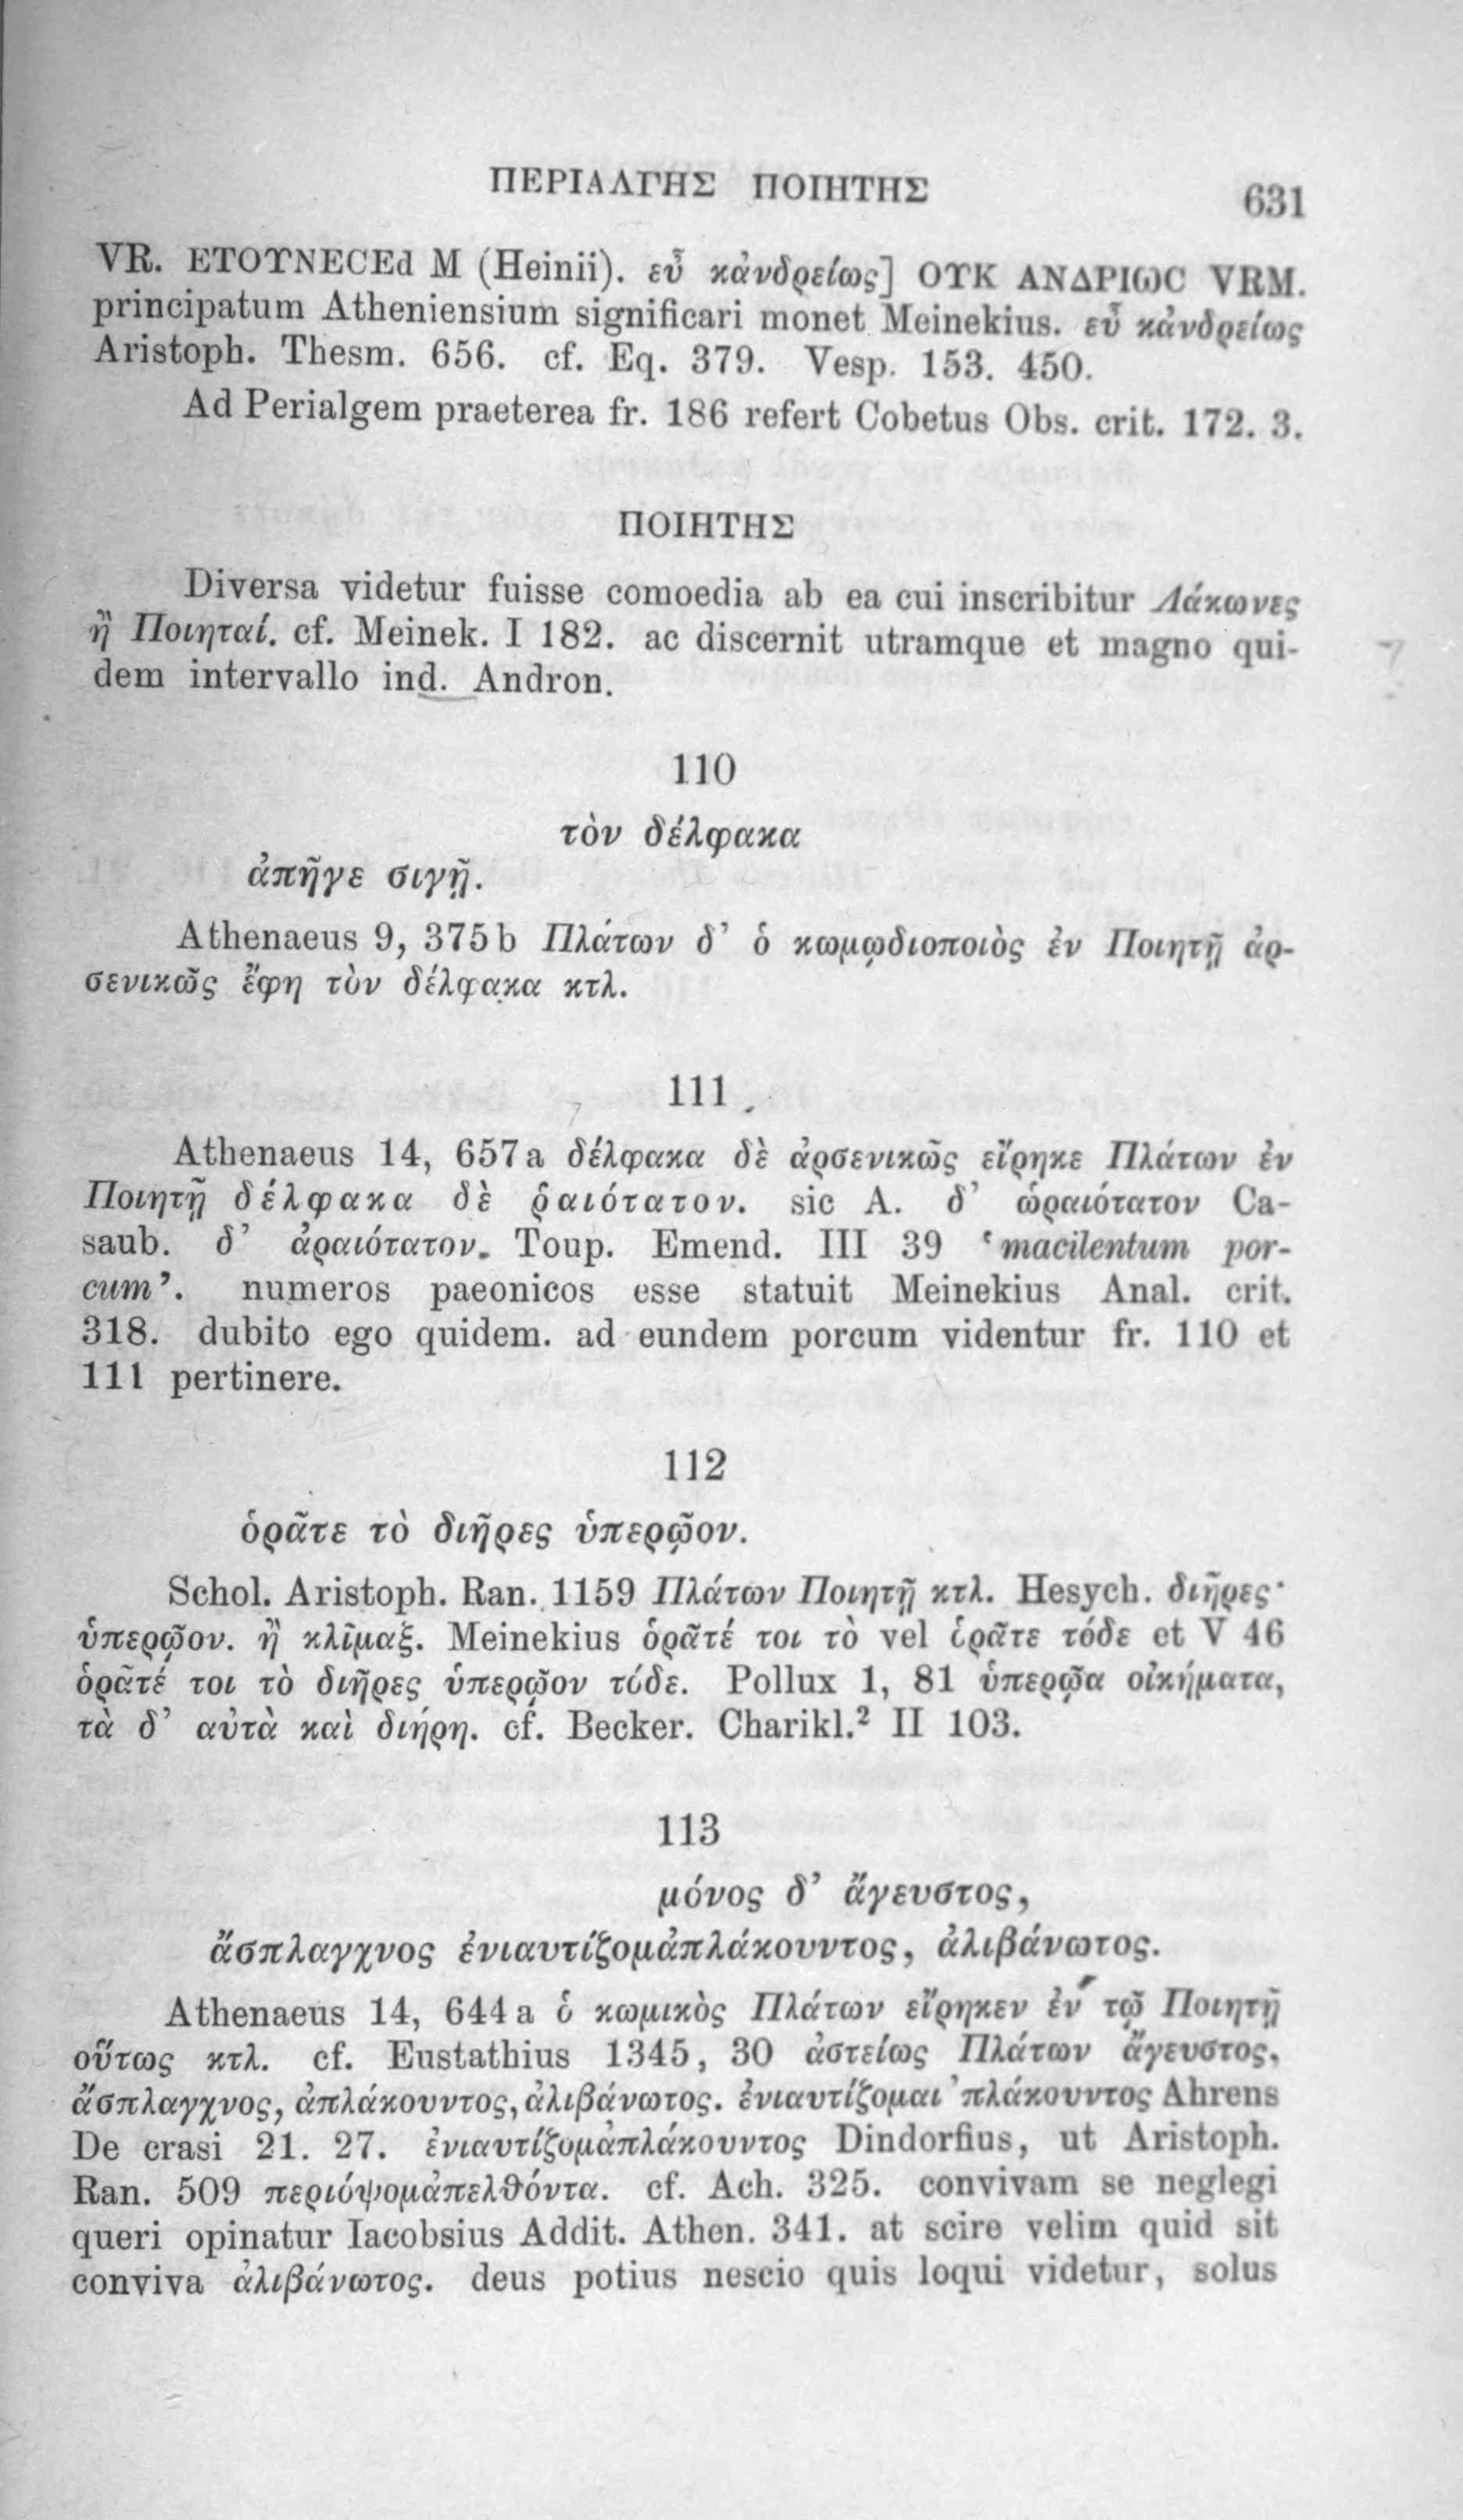 ΠΕΡΙΑΛΓΗΣ ΠΟΙΗΤΗΣ 631
VR. ΕΤΟΥΝΕCΕd M (Heinii). εὖ κἀνδρείως] ΟΥΚ ΑΝΔΡΙΩC VRM.
principatum Atheniensium significari monet Meinekius. εὖ κἀνδρείως
Aristoph. Thesm. 656. cf. Eq. 379. Vesp. 153. 450.
Ad Perialgem praeterea fr. 186 refert Cobetus Obs. crit. 172. 3.
ΠΟΙΗΤΗΣ
Diversa videtur fuisse comoedia ab ea cui inscribitur Λάκωνες
ἢ Ποιηταί. cf. Meinek. I 182. ac discernit utramque et magno qui-
dem intervallo ind. Andron.
110
τὸν δέλφακα
ἀπῆγε σιγῇ.
Athenaeus 9, 375 b Πλάτων δ’ ὁ κωμῳδιοποιὸς ἐν Ποιητῇ ἀρ-
σενικῶς ἔφη τὸν δέλφακα κτλ.
111
Athenaeus 14, 657 a δέλφακα δὲ ἀρσενικῶς εἴρηκε Πλάτων ἐν
Ποιητῇ δέλφακα δὲ ῥαιότατον. sic A. δ’ ὡραιότατον Ca-
saub. δ’ ἀραιότατον. Toup. Emend. III 39 ‘macilentum por-
cum’. numeros paeonicos esse statuit Meinekius Anal. crit.
318. dubito ego quidem. ad eundem porcum videntur fr. 110 et
111 pertinere.
112
ὁρᾶτε τὸ διῆρες ὑπερῷον.
Schol. Aristoph. Ran. 1159 Πλάτων Ποιητῇ κτλ. Hesych. διῆρες·
ὑπερῷον. ἢ κλῖμαξ. Meinekius ὁρᾶτέ τοι τὸ vel ὁρᾶτε τόδε et V 46
ὁρᾶτέ τοι τὸ διῆρες ὑπερῷον τόδε. Pollux 1, 81 ὑπερῷα οἰκήματα,
τὰ δ’ αὐτὰ καὶ διήρη. cf. Becker. Charikl.² II 103.
113
μόνος δ’ ἄγευστος,
ἄσπλαγχνος ἐνιαυτίζομἀπλάκουντος, ἀλιβάνωτος.
Athenaeus 14, 644 a ὁ κωμικὸς Πλάτων εἴρηκεν ἐν τῷ Ποιητῇ
οὕτως κτλ. cf. Eustathius 1345, 30 ἀστείως Πλάτων ἄγευστος,
ἄσπλαγχνος, ἀπλάκουντος, ἀλιβάνωτος. ἐνιαυτίζομαι ’πλάκουντος Ahrens
De crasi 21. 27. ἐνιαυτίζομἀπλάκουντος Dindorfius, ut Aristoph.
Ran. 509 περιόψομἀπελθόντα. cf. Ach. 325. convivam se neglegi
queri opinatur Iacobsius Addit. Athen. 341. at scire velim quid sit
conviva ἀλιβάνωτος. deus potius nescio quis loqui videtur, solus